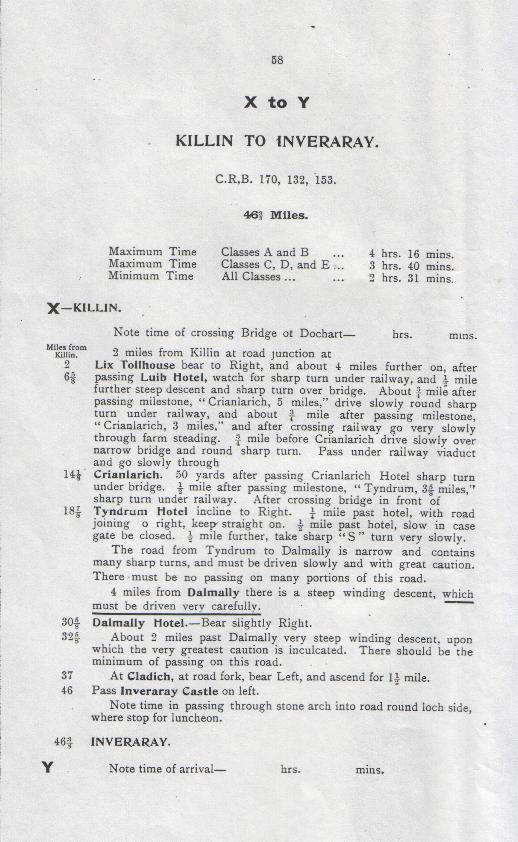 58
X to Y
KILLIN TO INVERARAY.
C.R,B. 170, 132, 153.
46¾ Miles.
Maximum Time Classes A and B ... 4 hrs. 16 mins.
Maximum Time Classes C, D, and E ... 3 hrs. 40 mins.
Minimum Time All Classes ... ... 2 hrs. 31 mins.
X—KILLIN.
Note time of crossing Bridge of Dochart— hrs. mins.
Miles from
Killin.
2 miles from Killin at road junction at
2 Lix Tollhouse bear to Right, and about 4 miles further on, after
6⅝ passing Luib Hotel, watch for sharp turn under railway, and ½ mile
further steep descent and sharp turn over bridge. About ¾ mile after
passing milestone, "Crianlarich, 5 miles," drive slowly round sharp
turn under railway, and about ¾ mile after passing milestone,
"Crianlarich, 3 miles," and after crossing railway go very slowly
through farm steading. ¾ mile before Crianlarich drive slowly over
narrow bridge and round sharp turn. Pass under railway viaduct
and go slowly through
14⅛ Crianlarich. 50 yards after passing Crianlarich Hotel sharp turn
under bridge. ½ mile after passing milestone, "Tyndrum, 3⅝ miles,"
sharp turn under railway. After crossing bridge in front of
18⅞ Tyndrum Hotel incline to Right. ¼ mile past hotel, with road
joining o right, keep straight on. ½ mile past hotel, slow in case
gate be closed. ½ mile further, take sharp "S" turn very slowly.
The road from Tyndrum to Dalmally is narrow and contains
many sharp turns, and must be driven slowly and with great caution.
There must be no passing on many portions of this road.
4 miles from Dalmally there is a steep winding descent, which
must be driven very carefully.
30⅝ Dalmally Hotel.—Bear slightly Right.
32⅝ About 2 miles past Dalmally very steep winding descent, upon
which the very greatest caution is inculcated. There should be the
minimum of passing on this road.
37 At Cladich, at road fork, bear Left, and ascend for 1½ mile.
46 Pass Inveraray Castle on left.
Note time in passing through stone arch into road round loch side,
where stop for luncheon.
46¾ INVERARAY.
Y Note time of arrival— hrs. mins.